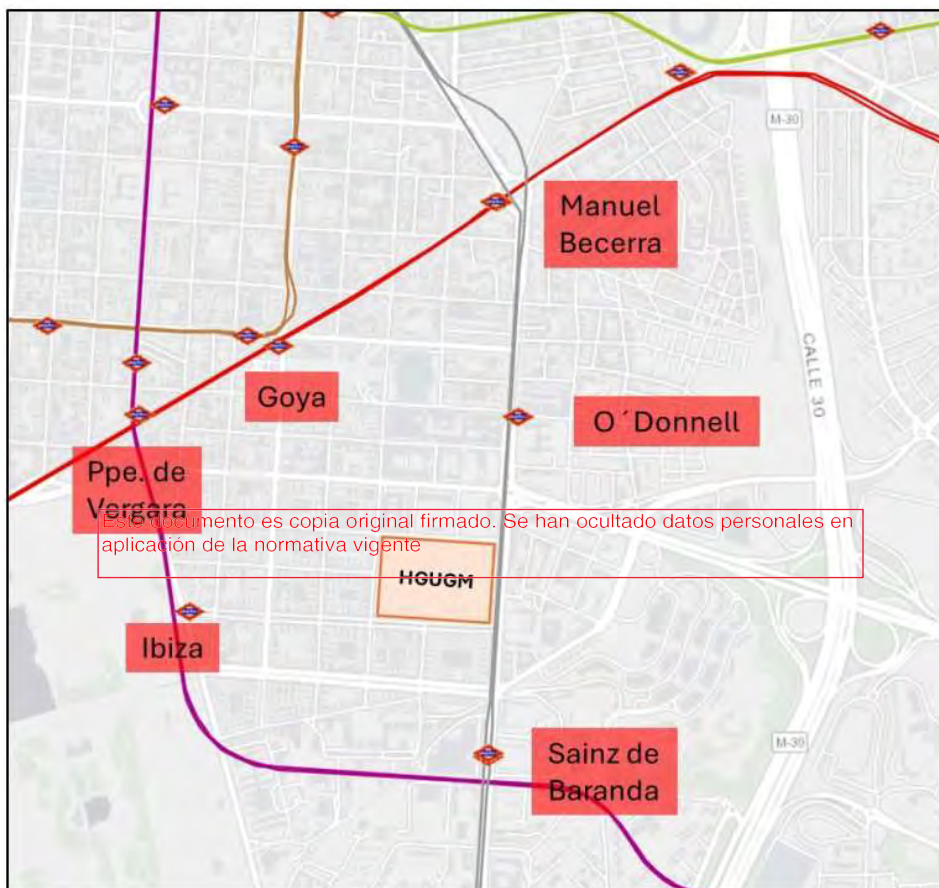 M-30
Manuel
Becerra
CALLE 30
Goya
O´Donnell
Ppe. de
Vergara
Este documento es copia original firmado. Se han ocultado datos personales en
aplicación de la normativa vigente
HGUGM
Ibiza
M-30
Sainz de
Baranda